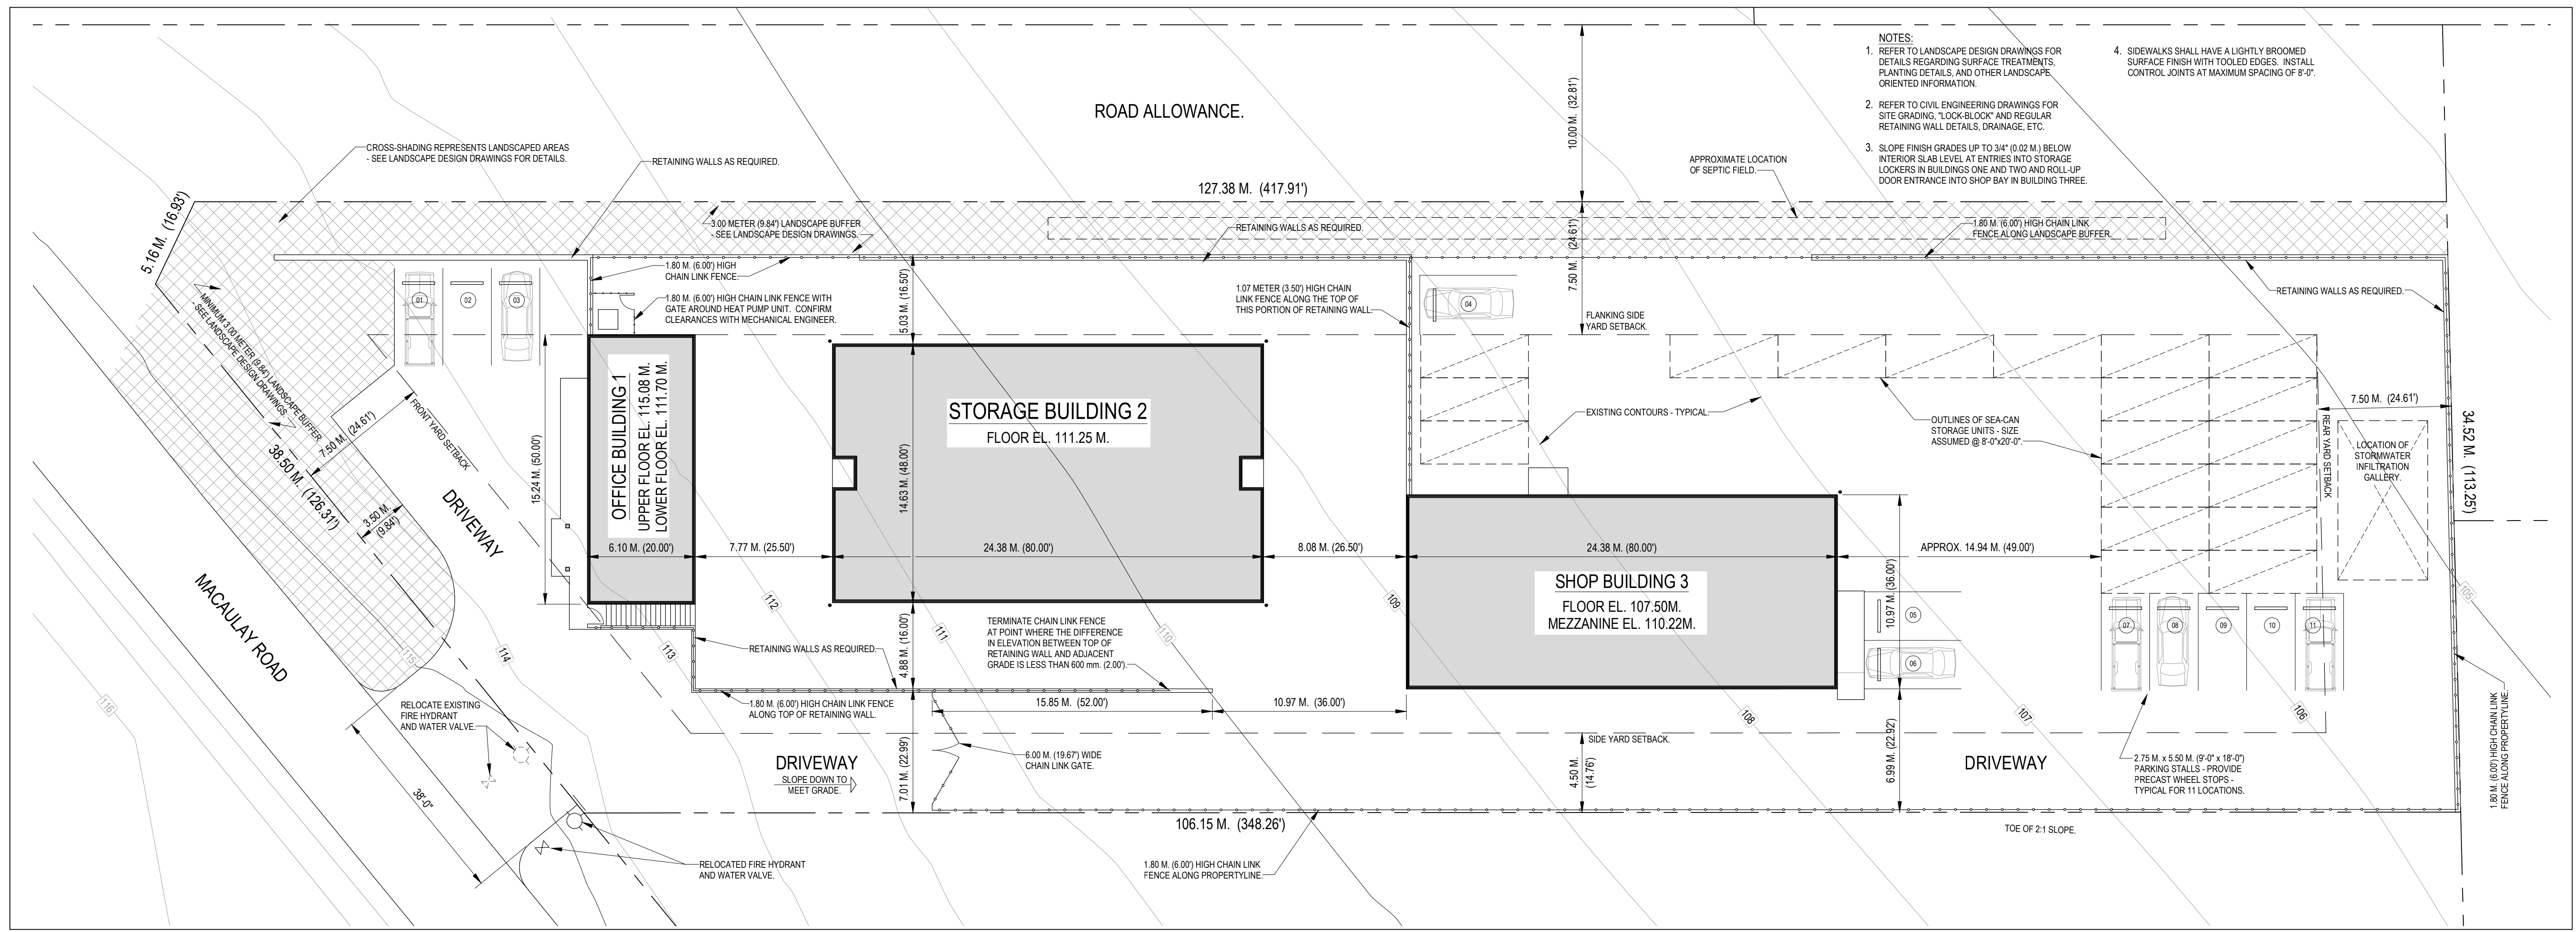 NOTES:
1. REFER TO LANDSCAPE DESIGN DRAWINGS FOR
DETAILS REGARDING SURFACE TREATMENTS,
PLANTING DETAILS, AND OTHER LANDSCAPE
ORIENTED INFORMATION.
2. REFER TO CIVIL ENGINEERING DRAWINGS FOR
SITE GRADING, "LOCK-BLOCK" AND REGULAR
RETAINING WALL DETAILS, DRAINAGE, ETC.
3. SLOPE FINISH GRADES UP TO 3/4" (0.02 M.) BELOW
INTERIOR SLAB LEVEL AT ENTRIES INTO STORAGE
LOCKERS IN BUILDINGS ONE AND TWO AND ROLL-UP
DOOR ENTRANCE INTO SHOP BAY IN BUILDING THREE.
4. SIDEWALKS SHALL HAVE A LIGHTLY BROOMED
SURFACE FINISH WITH TOOLED EDGES. INSTALL
CONTROL JOINTS AT MAXIMUM SPACING OF 8'-0".
ROAD ALLOWANCE.
10.00 M. (32.81')
CROSS-SHADING REPRESENTS LANDSCAPED AREAS
- SEE LANDSCAPE DESIGN DRAWINGS FOR DETAILS.
RETAINING WALLS AS REQUIRED.
APPROXIMATE LOCATION
OF SEPTIC FIELD.
127.38 M. (417.91')
5.16 M. (16.93')
3.00 METER (9.84') LANDSCAPE BUFFER
- SEE LANDSCAPE DESIGN DRAWINGS.
RETAINING WALLS AS REQUIRED.
7.50 M. (24.61')
1.80 M. (6.00') HIGH CHAIN LINK
FENCE ALONG LANDSCAPE BUFFER.
1.80 M. (6.00') HIGH
CHAIN LINK FENCE.
1.80 M. (6.00') HIGH CHAIN LINK FENCE WITH
GATE AROUND HEAT PUMP UNIT. CONFIRM
CLEARANCES WITH MECHANICAL ENGINEER.
5.03 M. (16.50')
1.07 METER (3.50') HIGH CHAIN
LINK FENCE ALONG THE TOP OF
THIS PORTION OF RETAINING WALL.
RETAINING WALLS AS REQUIRED.
01
02
03
04
FLANKING SIDE
YARD SETBACK.
MINIMUM 3.00 METER (9.84') LANDSCAPE BUFFER
- SEE LANDSCAPE DESIGN DRAWINGS.
7.50 M. (24.61')
FRONT YARD SETBACK
38.50 M. (126.31')
3.50 M.
(9.84')
DRIVEWAY
MACAULAY ROAD
15.24 M. (50.00')
OFFICE BUILDING 1
UPPER FLOOR EL. 115.08 M.
LOWER FLOOR EL. 111.70 M.
STORAGE BUILDING 2
FLOOR EL. 111.25 M.
14.63 M. (48.00')
EXISTING CONTOURS - TYPICAL.
OUTLINES OF SEA-CAN
STORAGE UNITS - SIZE
ASSUMED @ 8'-0"x20'-0".
7.50 M. (24.61')
REAR YARD SETBACK
LOCATION OF
STORMWATER
INFILTRATION
GALLERY.
34.52 M. (113.25')
6.10 M. (20.00')
7.77 M. (25.50')
24.38 M. (80.00')
8.08 M. (26.50')
24.38 M. (80.00')
APPROX. 14.94 M. (49.00')
SHOP BUILDING 3
FLOOR EL. 107.50M.
MEZZANINE EL. 110.22M.
10.97 M. (36.00')
05
06
07
08
09
10
11
116
115
114
113
112
111
110
109
108
107
106
105
RETAINING WALLS AS REQUIRED.
4.88 M. (16.00')
TERMINATE CHAIN LINK FENCE
AT POINT WHERE THE DIFFERENCE
IN ELEVATION BETWEEN TOP OF
RETAINING WALL AND ADJACENT
GRADE IS LESS THAN 600 mm. (2.00').
RELOCATE EXISTING
FIRE HYDRANT
AND WATER VALVE.
1.80 M. (6.00') HIGH CHAIN LINK FENCE
ALONG TOP OF RETAINING WALL.
15.85 M. (52.00')
10.97 M. (36.00')
SIDE YARD SETBACK.
6.00 M. (19.67') WIDE
CHAIN LINK GATE.
DRIVEWAY
SLOPE DOWN TO
MEET GRADE.
7.01 M. (22.99')
4.50 M.
(14.76')
6.99 M. (22.92')
DRIVEWAY
2.75 M. x 5.50 M. (9'-0" x 18'-0")
PARKING STALLS - PROVIDE
PRECAST WHEEL STOPS -
TYPICAL FOR 11 LOCATIONS.
1.80 M. (6.00') HIGH CHAIN LINK
FENCE ALONG PROPERTYLINE.
38'-0"
106.15 M. (348.26')
TOE OF 2:1 SLOPE.
RELOCATED FIRE HYDRANT
AND WATER VALVE.
1.80 M. (6.00') HIGH CHAIN LINK
FENCE ALONG PROPERTYLINE.